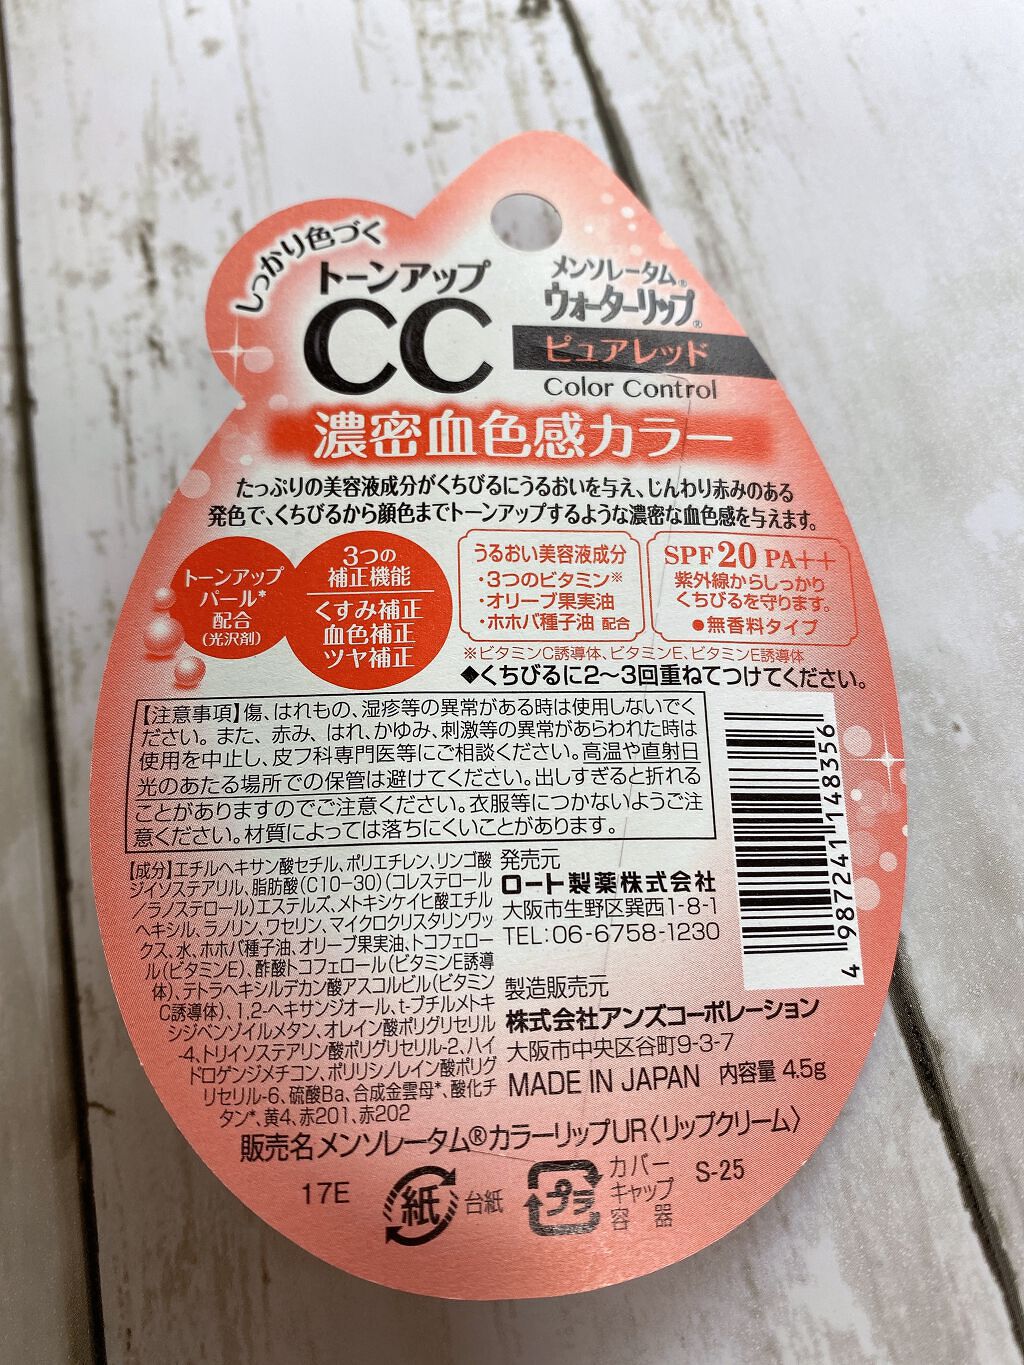 しっかり色づく
トーンアップ
CC
メンソレータム®
ウォーターリップ®
ピュアレッド
Color Control
濃密血色感カラー
たっぷりの美容液成分がくちびるにうるおいを与え、じんわり赤みのある
発色で、くちびるから顔色までトーンアップするような濃密な血色感を与えます。
トーンアップ
パール*
配合
(光沢剤)
3つの
補正機能
くすみ補正
血色補正
ツヤ補正
うるおい美容液成分
・3つのビタミン※
・オリーブ果実油
・ホホバ種子油 配合
SPF20 PA++
紫外線からしっかり
くちびるを守ります。
●無香料タイプ
※ビタミンC誘導体、ビタミンE、ビタミンE誘導体
◆くちびるに2〜3回重ねてつけてください。
【注意事項】傷、はれもの、湿疹等の異常がある時は使用しないでく
ださい。また、赤み、はれ、かゆみ、刺激等の異常があらわれた時は
使用を中止し、皮フ科専門医等にご相談ください。高温や直射日
光のあたる場所での保管は避けてください。出しすぎると折れる
ことがありますのでご注意ください。衣服等につかないようご注
意ください。材質によっては落ちにくいことがあります。
【成分】エチルヘキサン酸セチル、ポリエチレン、リンゴ酸
ジイソステアリル、脂肪酸(C10-30)(コレステロール
/ラノステロール)エステルズ、メトキシケイヒ酸エチル
ヘキシル、ラノリン、ワセリン、マイクロクリスタリンワッ
クス、水、ホホバ種子油、オリーブ果実油、トコフェロー
ル(ビタミンE)、酢酸トコフェロール(ビタミンE誘導
体)、テトラヘキシルデカン酸アスコルビル(ビタミン
C誘導体)、1,2-ヘキサンジオール、t-ブチルメトキ
シジベンゾイルメタン、オレイン酸ポリグリセリル
-4、トリイソステアリン酸ポリグリセリル-2、ハイ
ドロゲンジメチコン、ポリリシノレイン酸ポリグ
リセリル-6、硫酸Ba、合成金雲母*、酸化チ
タン*、黄4、赤201、赤202
発売元
ロート製薬株式会社
大阪市生野区巽西1-8-1
TEL:06-6758-1230
製造販売元
株式会社アンズコーポレーション
大阪市中央区谷町9-3-7
MADE IN JAPAN 内容量 4.5g
4 987241 148356
販売名メンソレータム®カラーリップUR〈リップクリーム〉
17E
紙
台紙
プラ
カバー
キャップ
容器
S-25